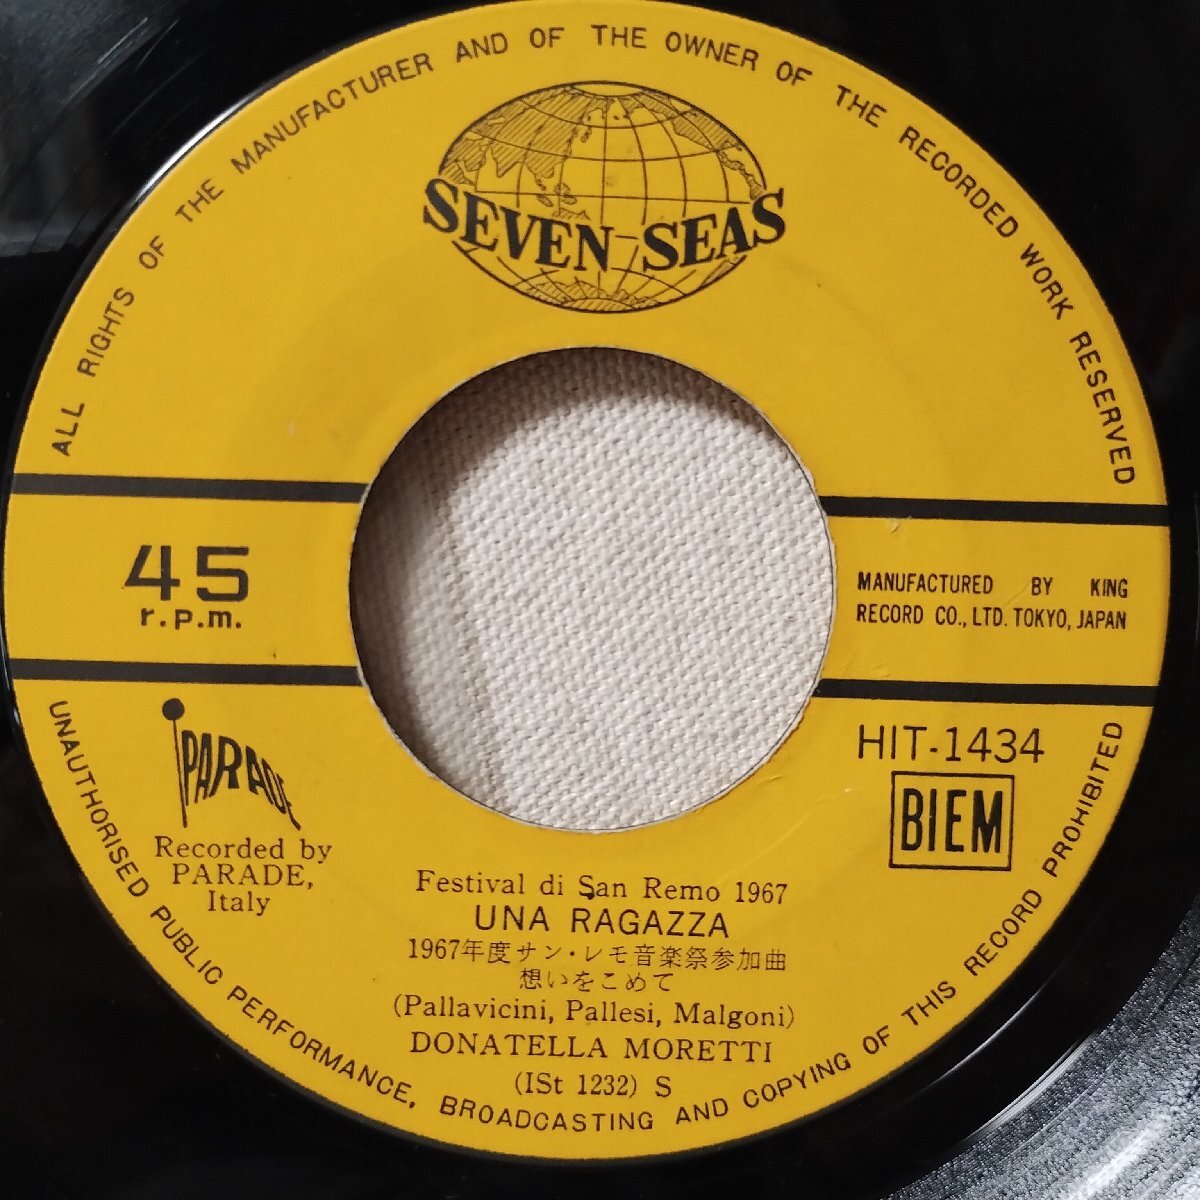 ALL RIGHTS OF THE MANUFACTURER AND OF THE OWNER OF THE RECORDED WORK RESERVED
SEVEN SEAS
45
r.p.m.
MANUFACTURED BY KING
RECORD CO., LTD. TOKYO, JAPAN
PARADE
Recorded by
PARADE,
Italy
HIT-1434
BIEM
Festival di San Remo 1967
UNA RAGAZZA
1967年度サン・レモ音楽祭参加曲
想いをこめて
(Pallavicini, Pallesi, Malgoni)
DONATELLA MORETTI
(ISt 1232) S
UNAUTHORISED PUBLIC PERFORMANCE, BROADCASTING AND COPYING OF THIS RECORD PROHIBITED